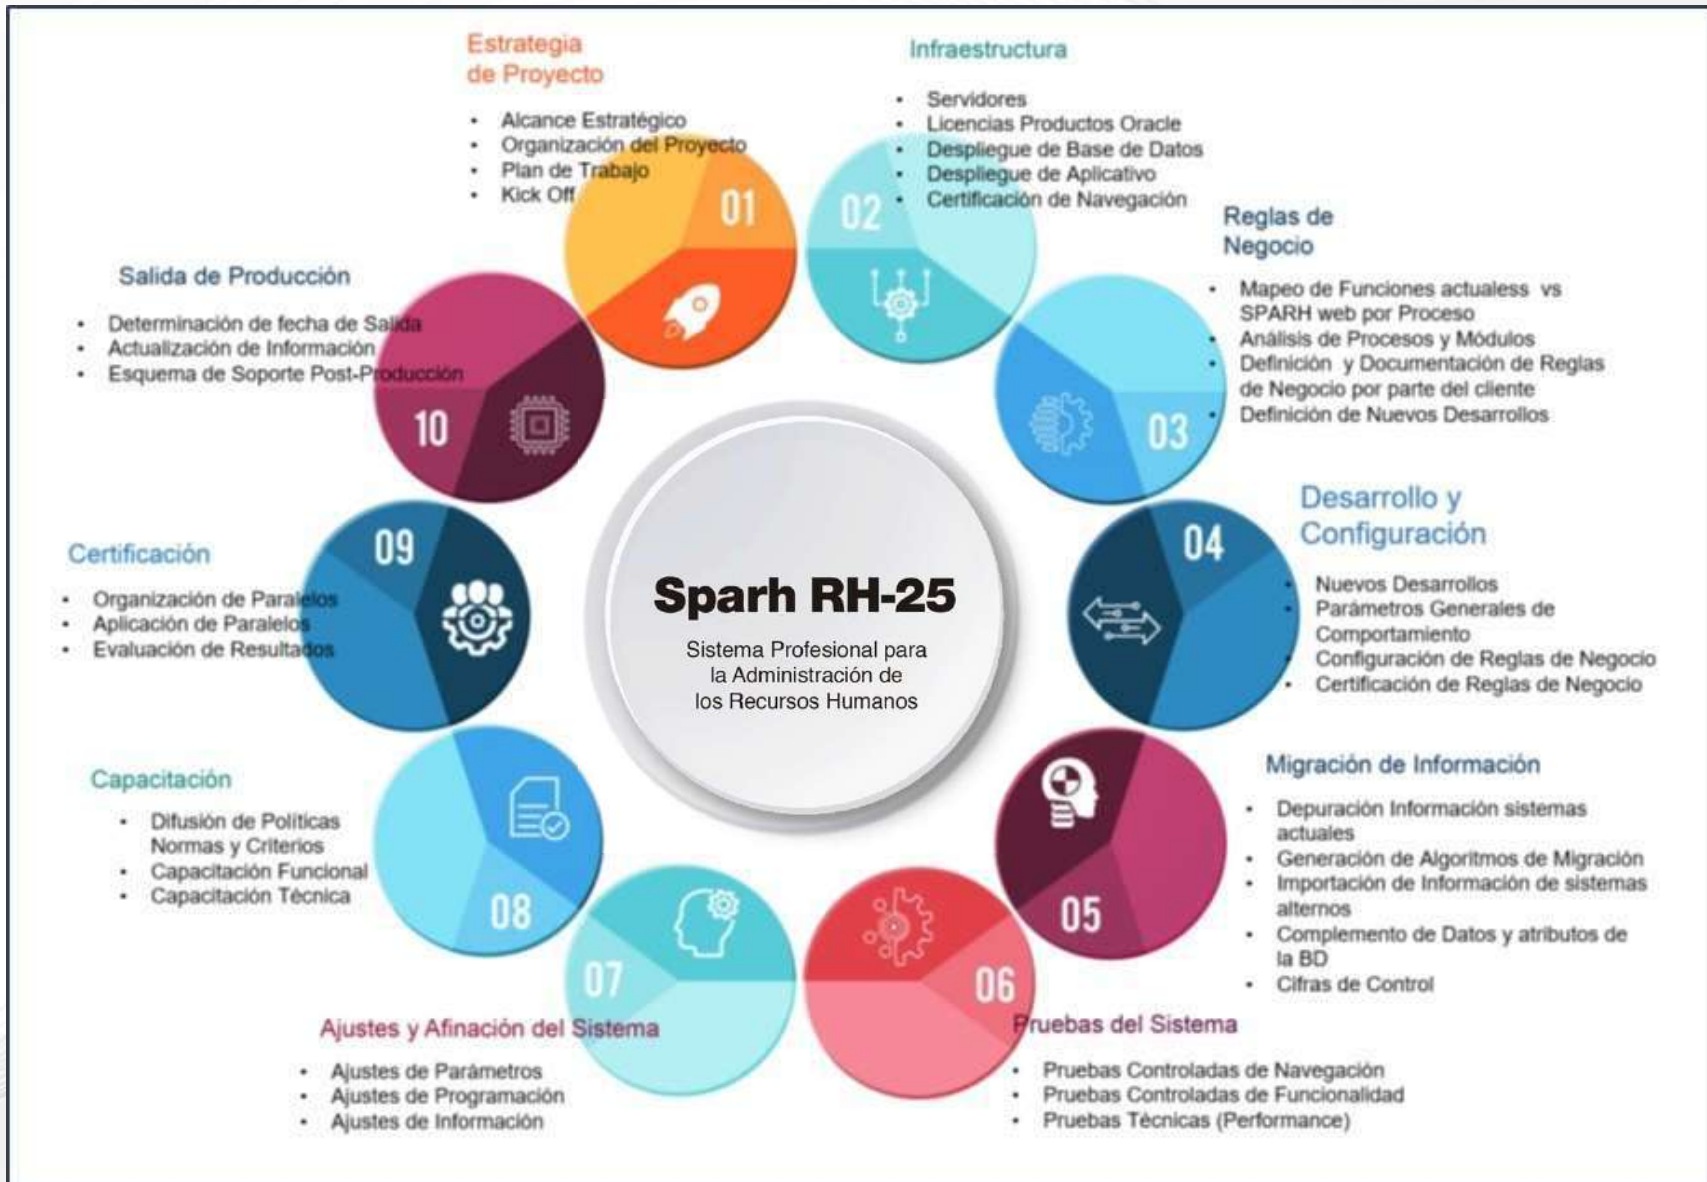 Estrategia
de Proyecto
• Alcance Estratégico
• Organización del Proyecto
• Plan de Trabajo
• Kick Off
01
Infraestructura
• Servidores
• Licencias Productos Oracle
• Despliegue de Base de Datos
• Despliegue de Aplicativo
• Certificación de Navegación
02
Reglas de
Negocio
• Mapeo de Funciones actualess vs
SPARH web por Proceso
• Análisis de Procesos y Módulos
• Definición y Documentación de Reglas
de Negocio por parte del cliente
• Definición de Nuevos Desarrollos
03
Desarrollo y
Configuración
• Nuevos Desarrollos
• Parámetros Generales de
Comportamiento
• Configuración de Reglas de Negocio
• Certificación de Reglas de Negocio
04
Migración de Información
• Depuración Información sistemas
actuales
• Generación de Algoritmos de Migración
• Importación de Información de sistemas
alternos
• Complemento de Datos y atributos de
la BD
• Cifras de Control
05
Pruebas del Sistema
• Pruebas Controladas de Navegación
• Pruebas Controladas de Funcionalidad
• Pruebas Técnicas (Performance)
06
Ajustes y Afinación del Sistema
• Ajustes de Parámetros
• Ajustes de Programación
• Ajustes de Información
07
Capacitación
• Difusión de Políticas
Normas y Criterios
• Capacitación Funcional
• Capacitación Técnica
08
Certificación
• Organización de Paralelos
• Aplicación de Paralelos
• Evaluación de Resultados
09
Salida de Producción
• Determinación de fecha de Salida
• Actualización de Información
• Esquema de Soporte Post-Producción
10
Sparh RH-25
Sistema Profesional para
la Administración de
los Recursos Humanos